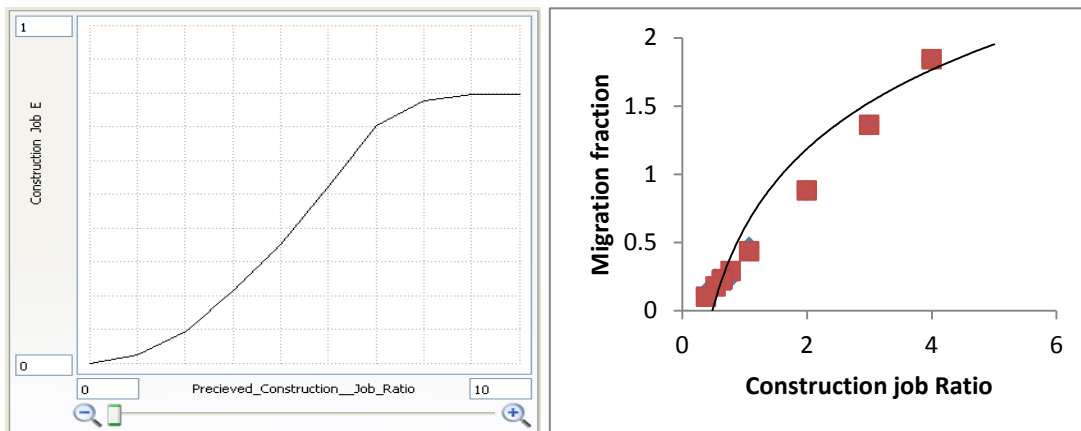 1
Construction Job E
0
0
Precieved_Construction__Job_Ratio
10
2
1.5
1
0.5
0
Migration fraction
0 2 4 6
Construction job Ratio